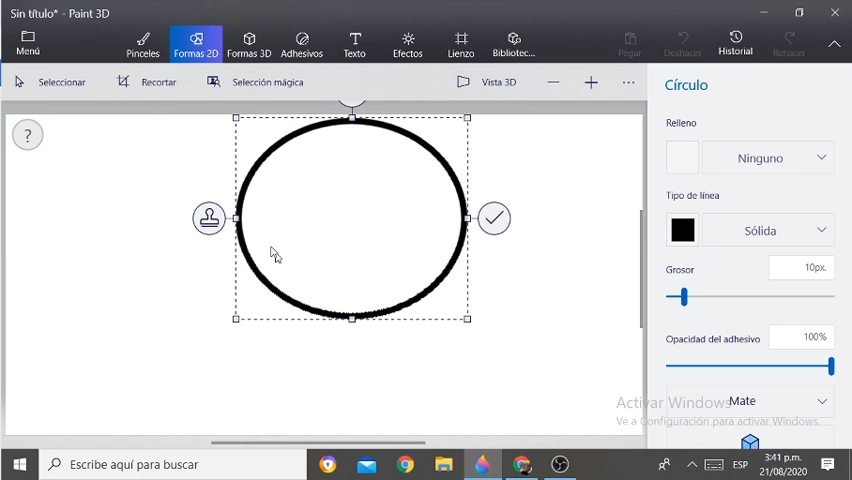 Sin título* - Paint 3D
Menú
Pinceles
Formas 2D
Formas 3D
Adhesivos
Texto
Efectos
Lienzo
Bibliotec...
Pegar
Deshacer
Historial
Rehacer
Seleccionar
Recortar
Selección mágica
Vista 3D
?
Círculo
Relleno
Ninguno
Tipo de línea
Sólida
Grosor
10px.
Opacidad del adhesivo
100%
Mate
Activar Windows
Ve a Configuración para activar Windows.
Escribe aquí para buscar
ESP
3:41 p.m.
21/08/2020